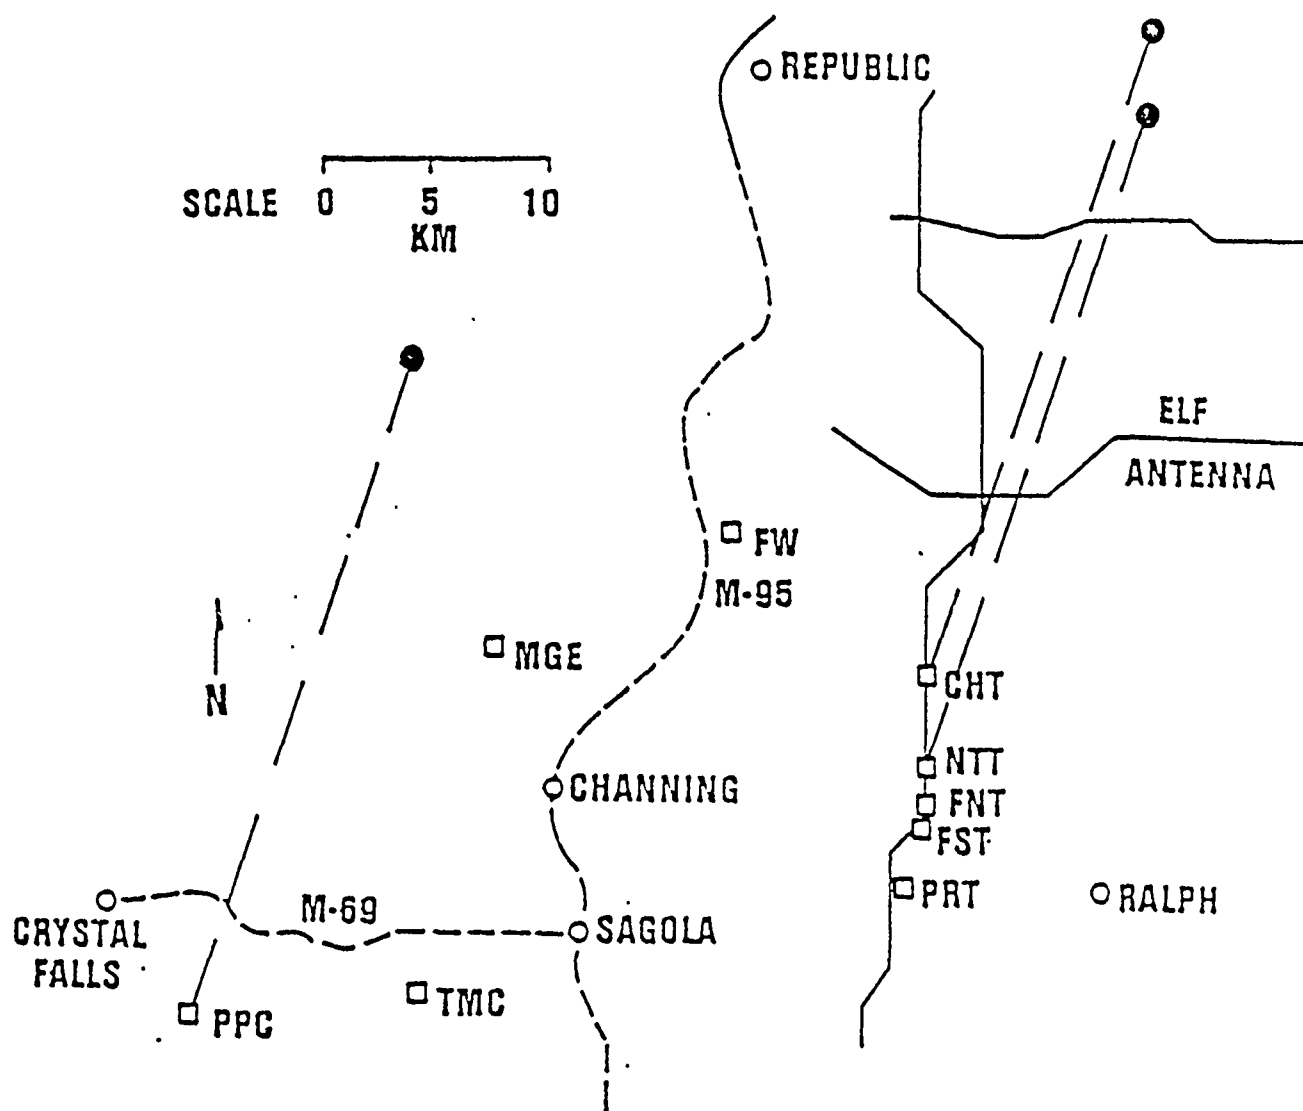 REPUBLIC
SCALE 0 5 10
KM
ELF
ANTENNA
FW
M-95
MGE
N
CHT
NTT
CHANNING
FNT
FST
PRT
RALPH
M-69
CRYSTAL
FALLS
SAGOLA
TMC
PPC